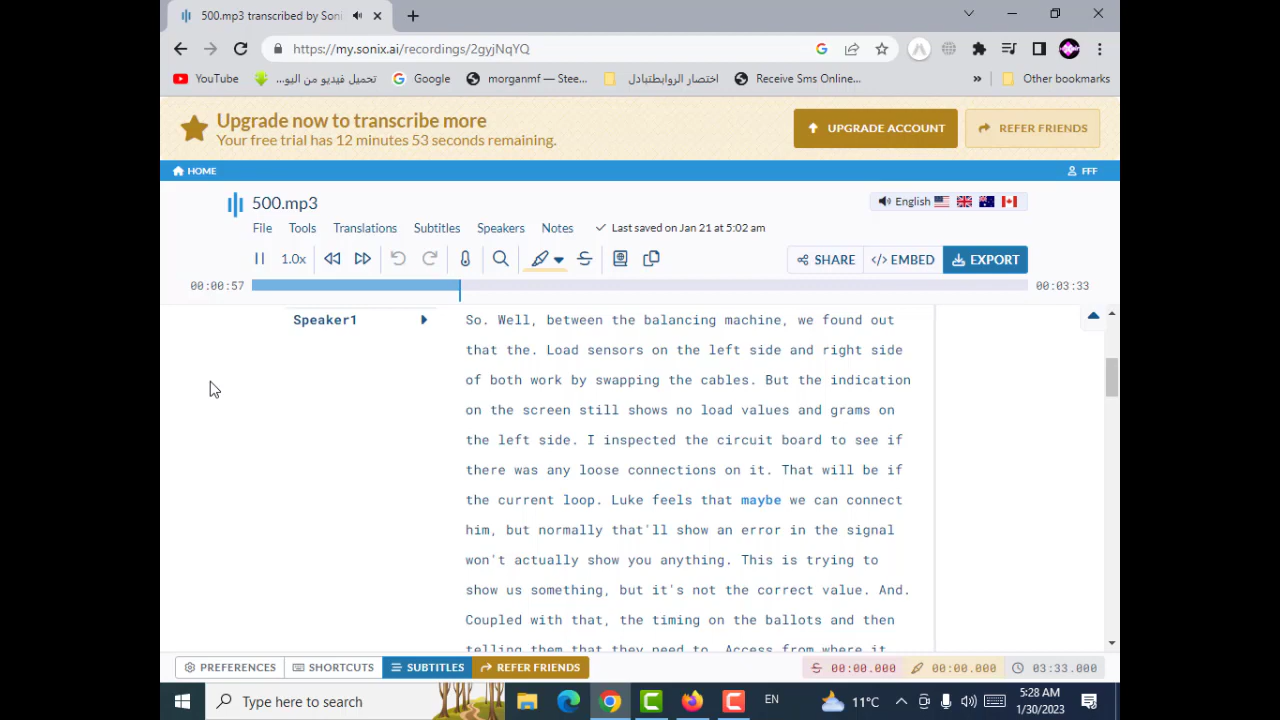 500.mp3 transcribed by Soni
https://my.sonix.ai/recordings/2gyjNqYQ
YouTube
تحميل فيديو من اليو...
Google
morganmf — Stee...
اختصار الروابطتبادل
Receive Sms Online...
»
Other bookmarks
Upgrade now to transcribe more
Your free trial has 12 minutes 53 seconds remaining.
UPGRADE ACCOUNT
REFER FRIENDS
HOME
FFF
500.mp3
English
File Tools Translations Subtitles Speakers Notes
Last saved on Jan 21 at 5:02 am
1.0x
SHARE
</> EMBED
EXPORT
00:00:57
00:03:33
Speaker1
So. Well, between the balancing machine, we found out
that the. Load sensors on the left side and right side
of both work by swapping the cables. But the indication
on the screen still shows no load values and grams on
the left side. I inspected the circuit board to see if
there was any loose connections on it. That will be if
the current loop. Luke feels that maybe we can connect
him, but normally that'll show an error in the signal
won't actually show you anything. This is trying to
show us something, but it's not the correct value. And.
Coupled with that, the timing on the ballots and then
telling them that they need to. Access from where it
PREFERENCES
SHORTCUTS
SUBTITLES
REFER FRIENDS
00:00.000
00:00.000
03:33.000
Type here to search
EN
11°C
5:28 AM
1/30/2023